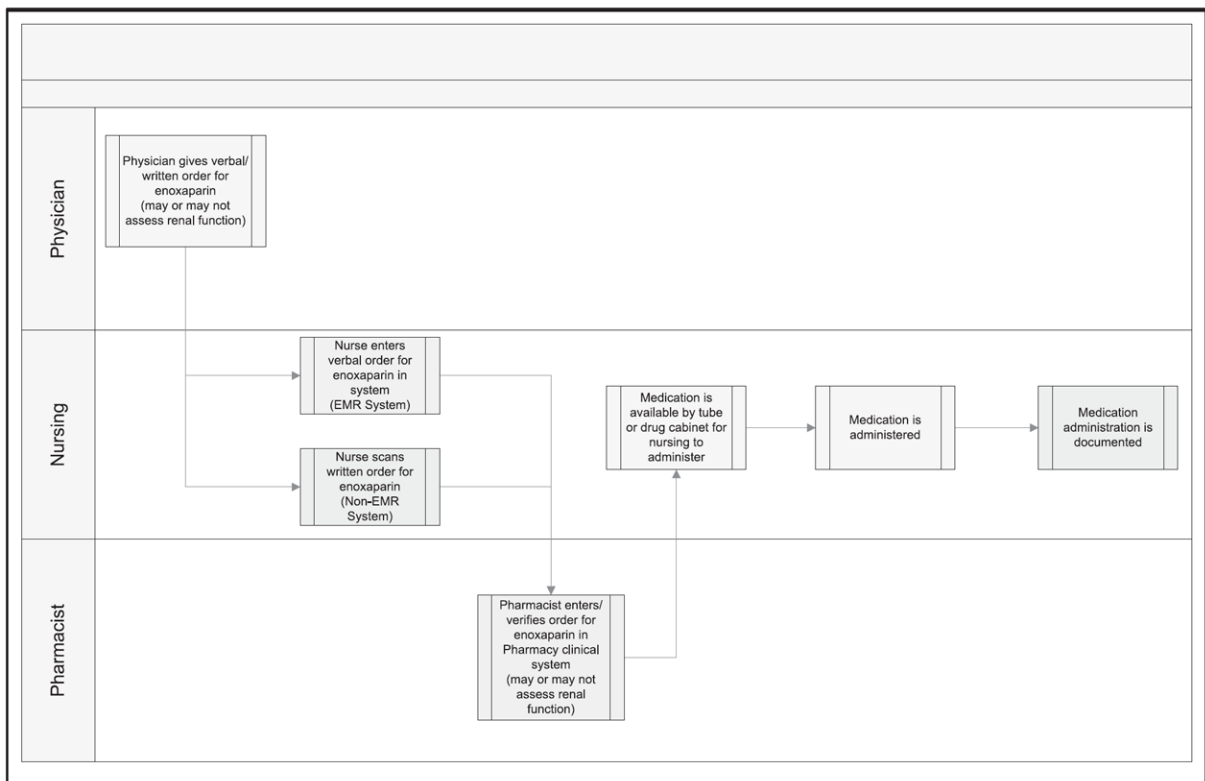 Physician
Physician gives verbal/
written order for
enoxaparin
(may or may not
assess renal function)
Nursing
Nurse enters
verbal order for
enoxaparin in
system
(EMR System)
Nurse scans
written order for
enoxaparin
(Non-EMR
System)
Medication is
available by tube
or drug cabinet for
nursing to
administer
Medication is
administered
Medication
administration is
documented
Pharmacist
Pharmacist enters/
verifies order for
enoxaparin in
Pharmacy clinical
system
(may or may not
assess renal
function)